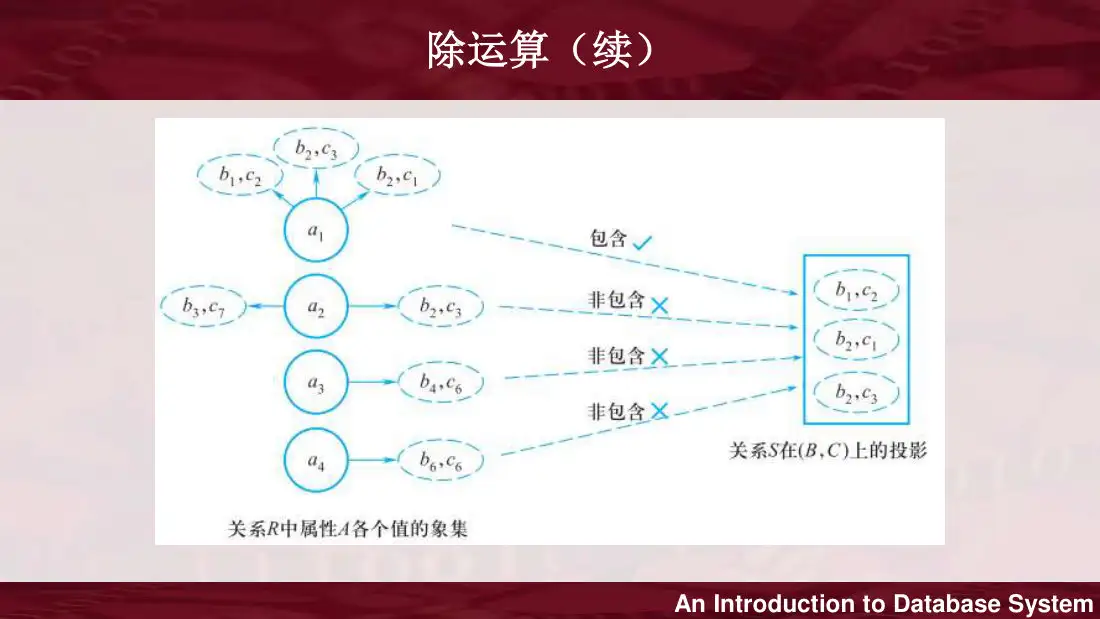 除运算（续）
b2,c3
b1,c2
b2,c1
a1
包含
b3,c7
a2
b2,c3
非包含
a3
b4,c6
非包含
a4
b6,c6
非包含
b1,c2
b2,c1
b2,c3
关系S在(B,C)上的投影
关系R中属性A各个值的象集
An Introduction to Database System